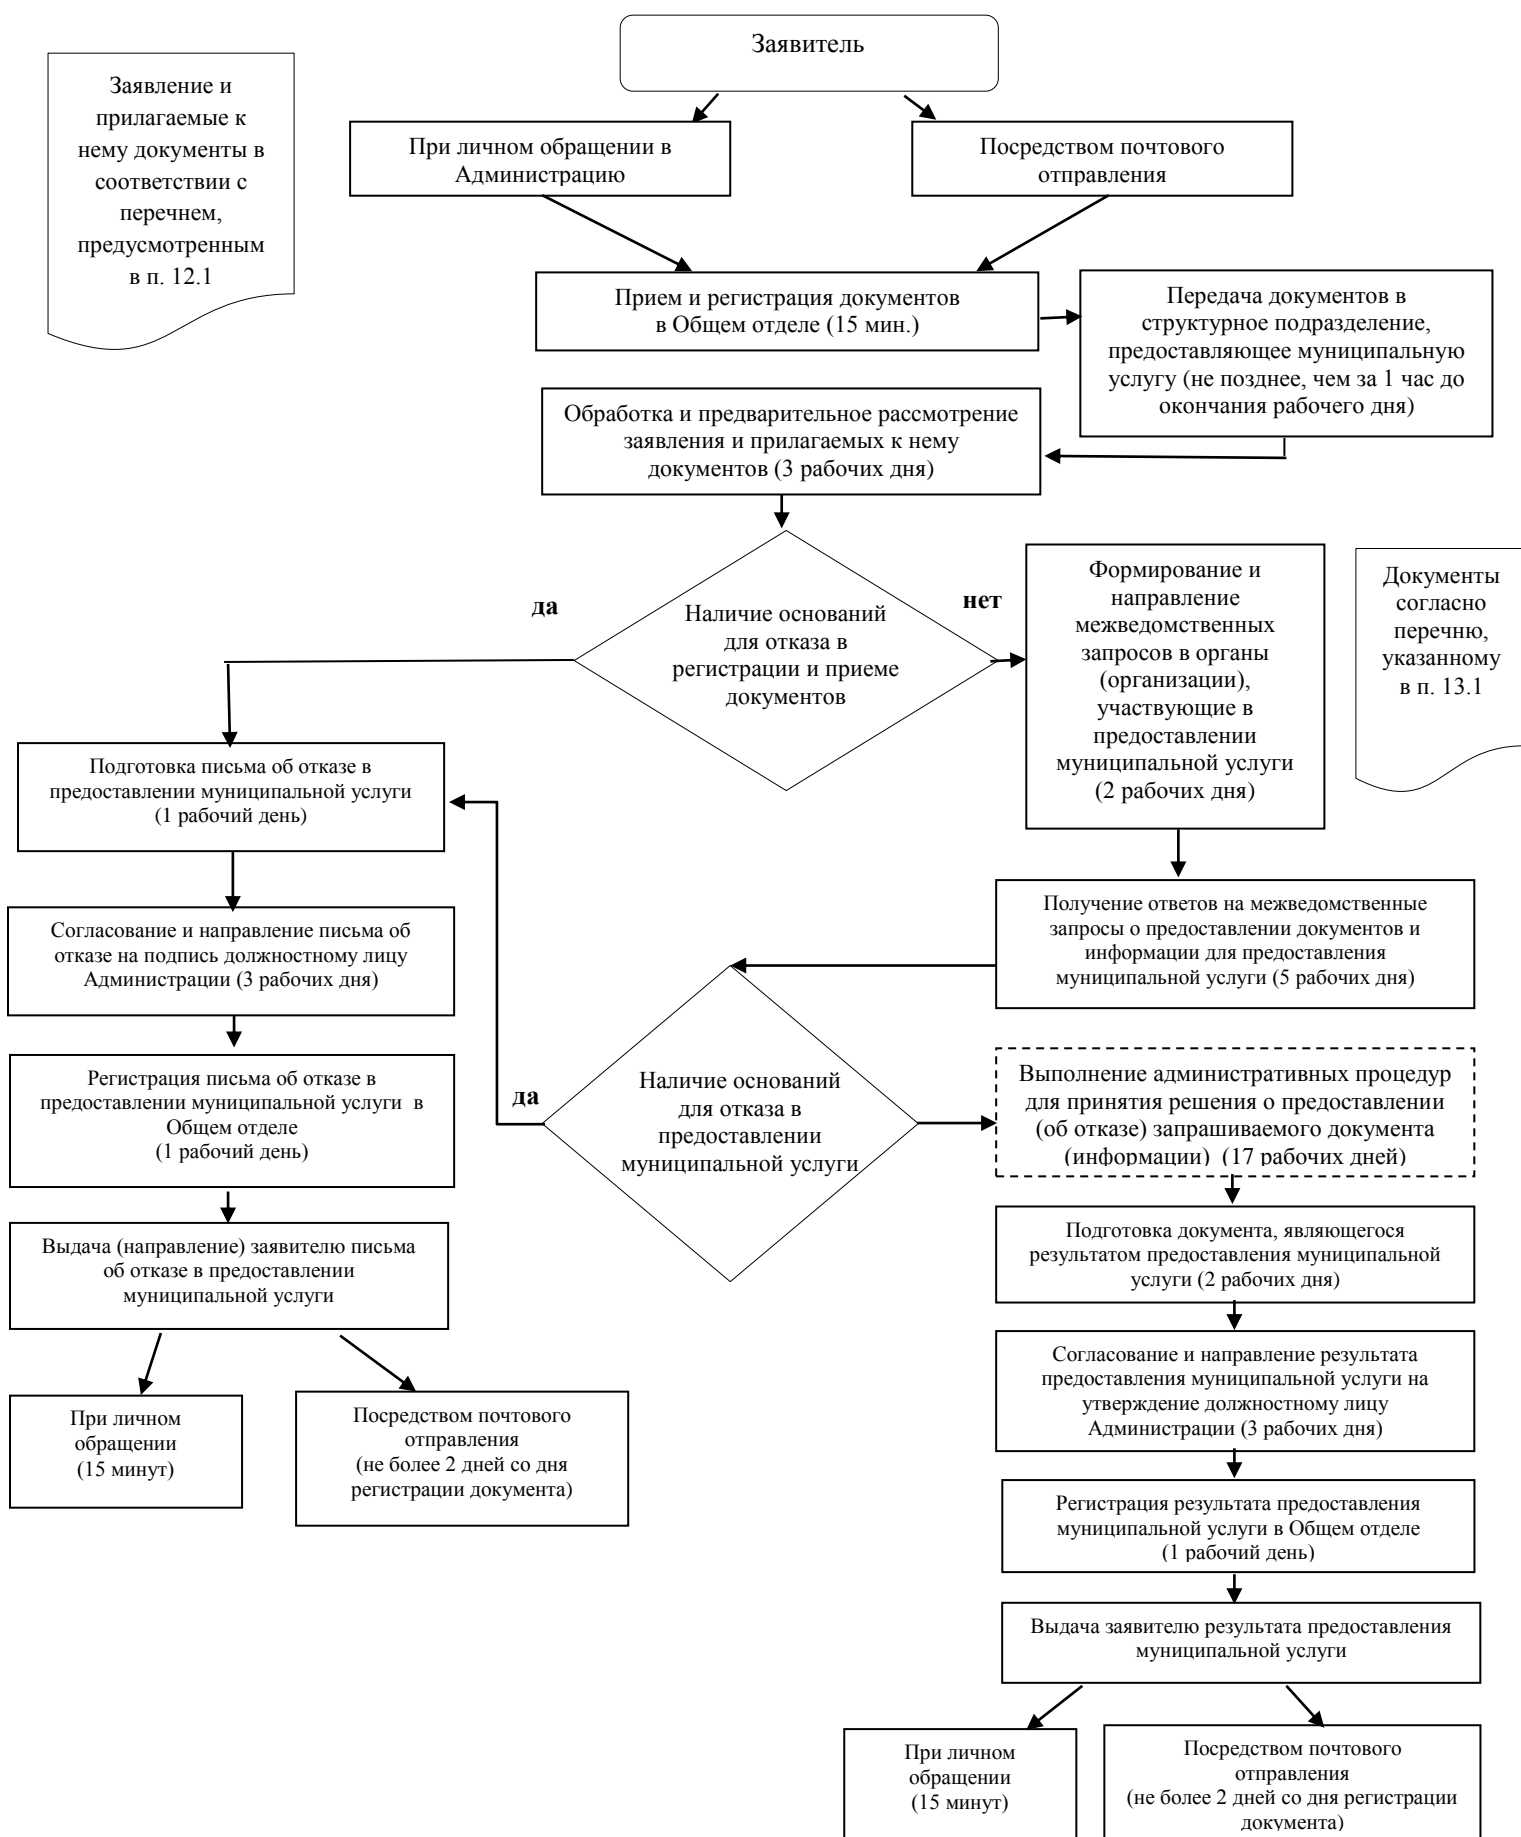 Заявитель
Заявление и
прилагаемые к
нему документы в
соответствии с
перечнем,
предусмотренным
в п. 12.1
При личном обращении в
Администрацию
Посредством почтового
отправления
Прием и регистрация документов
в Общем отделе (15 мин.)
Передача документов в
структурное подразделение,
предоставляющее муниципальную
услугу (не позднее, чем за 1 час до
окончания рабочего дня)
Обработка и предварительное рассмотрение
заявления и прилагаемых к нему
документов (3 рабочих дня)
да
Наличие оснований
для отказа в
регистрации и приеме
документов
нет
Формирование и
направление
межведомственных
запросов в органы
(организации),
участвующие в
предоставлении
муниципальной услуги
(2 рабочих дня)
Документы
согласно
перечню,
указанному
в п. 13.1
Подготовка письма об отказе в
предоставлении муниципальной услуги
(1 рабочий день)
Получение ответов на межведомственные
запросы о предоставлении документов и
информации для предоставления
муниципальной услуги (5 рабочих дня)
Согласование и направление письма об
отказе на подпись должностному лицу
Администрации (3 рабочих дня)
Регистрация письма об отказе в
предоставлении муниципальной услуги в
Общем отделе
(1 рабочий день)
да
Наличие оснований
для отказа в
предоставлении
муниципальной услуги
Выполнение административных процедур
для принятия решения о предоставлении
(об отказе) запрашиваемого документа
(информации) (17 рабочих дней)
Выдача (направление) заявителю письма
об отказе в предоставлении
муниципальной услуги
Подготовка документа, являющегося
результатом предоставления муниципальной
услуги (2 рабочих дня)
При личном
обращении
(15 минут)
Посредством почтового
отправления
(не более 2 дней со дня
регистрации документа)
Согласование и направление результата
предоставления муниципальной услуги на
утверждение должностному лицу
Администрации (3 рабочих дня)
Регистрация результата предоставления
муниципальной услуги в Общем отделе
(1 рабочий день)
Выдача заявителю результата предоставления
муниципальной услуги
При личном
обращении
(15 минут)
Посредством почтового
отправления
(не более 2 дней со дня регистрации
документа)